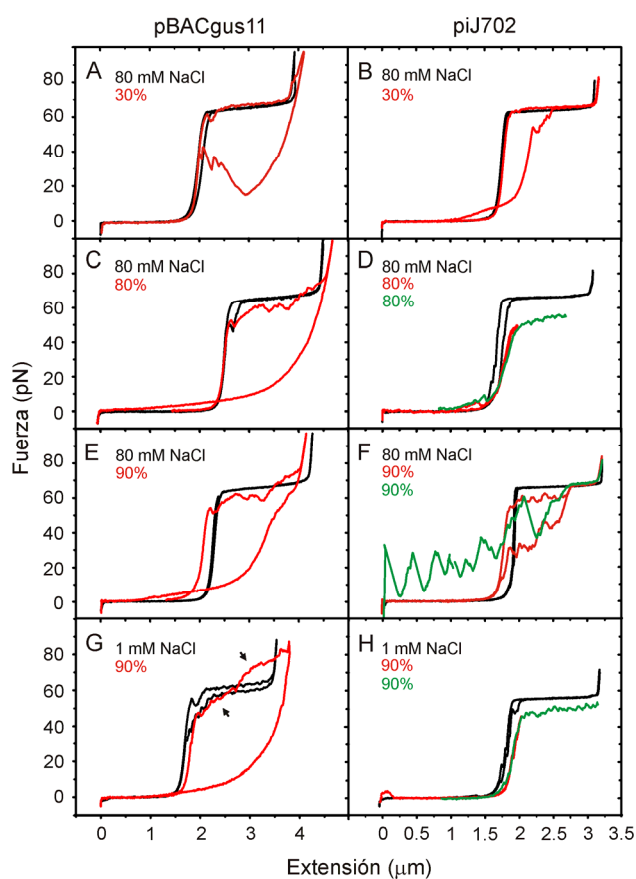 pBACgus11 piJ702
A
80 mM NaCl
30%
B
80 mM NaCl
30%
80
60
40
20
0
C
80 mM NaCl
80%
D
80 mM NaCl
80%
80%
80
60
40
20
0
E
80 mM NaCl
90%
F
80 mM NaCl
90%
90%
80
60
40
20
0
G
1 mM NaCl
90%
H
1 mM NaCl
90%
90%
80
60
40
20
0
Fuerza (pN)
0 1 2 3 4 0 0.5 1 1.5 2 2.5 3 3.5
Extensión (μm)